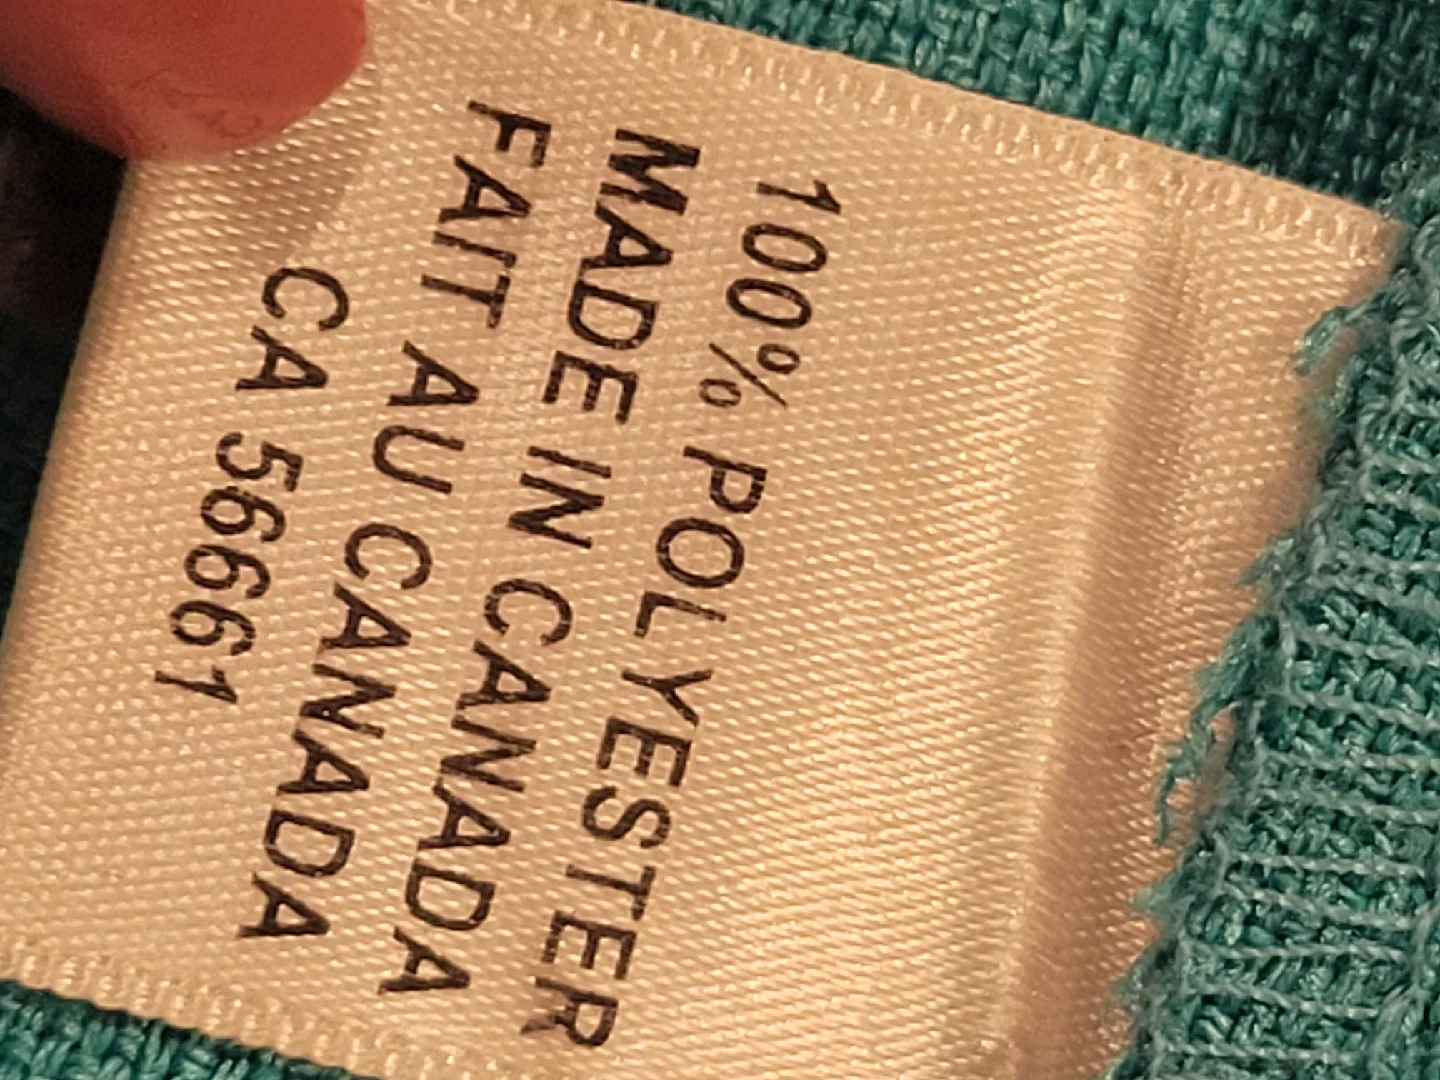 100% POLYESTER
MADE IN CANADA
FAIT AU CANADA
CA 56661